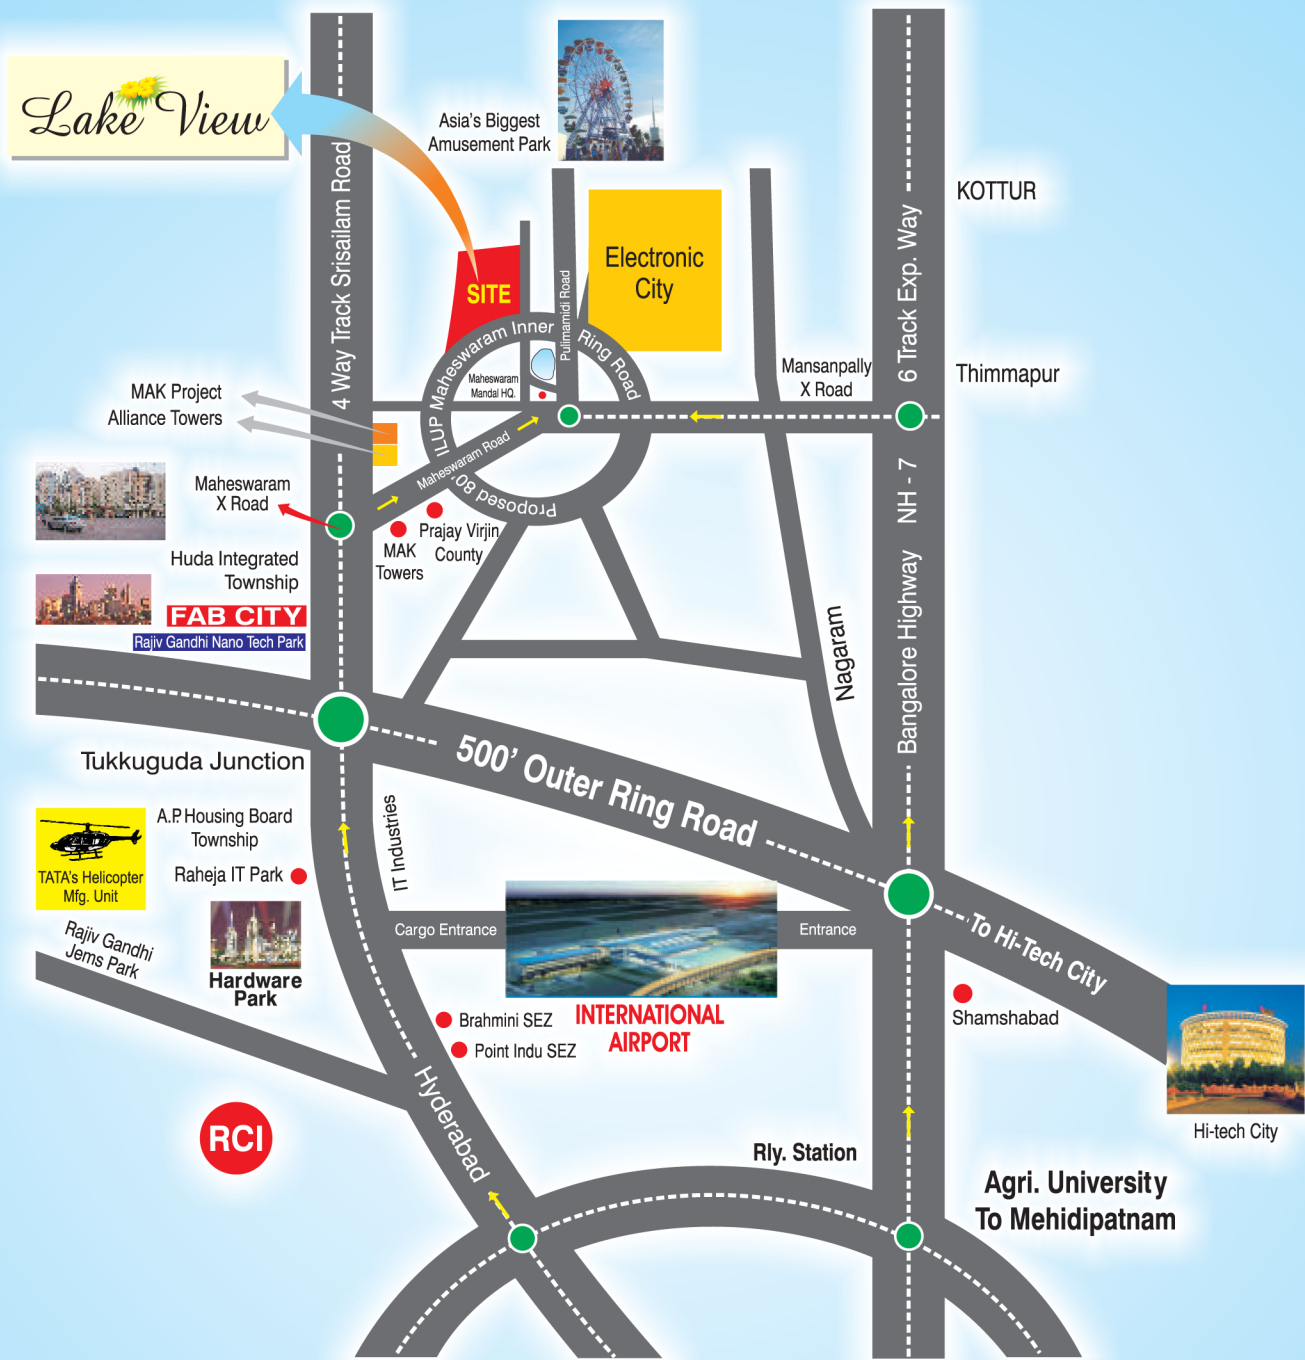 Lake View
Asia's Biggest
Amusement Park
KOTTUR
4 Way Track Srisailam Road
6 Track Exp. Way
Electronic
City
SITE
Pulimamidi Road
ILUP Maheswaram Inner Ring Road
Maheswaram
Mandal HQ.
Mansanpally
X Road
Thimmapur
MAK Project
Alliance Towers
Maheswaram Road
Proposed 80'
NH - 7
Maheswaram
X Road
Prajay Virjin
County
MAK
Towers
Huda Integrated
Township
FAB CITY
Rajiv Gandhi Nano Tech Park
Nagaram
Bangalore Highway
Tukkuguda Junction
500' Outer Ring Road
A.P. Housing Board
Township
IT Industries
TATA's Helicopter
Mfg. Unit
Raheja IT Park
Rajiv Gandhi
Jems Park
Hardware
Park
Cargo Entrance
Entrance
To Hi-Tech City
INTERNATIONAL
AIRPORT
Brahmini SEZ
Point Indu SEZ
Shamshabad
Hyderabad
RCI
Hi-tech City
Rly. Station
Agri. University
To Mehidipatnam